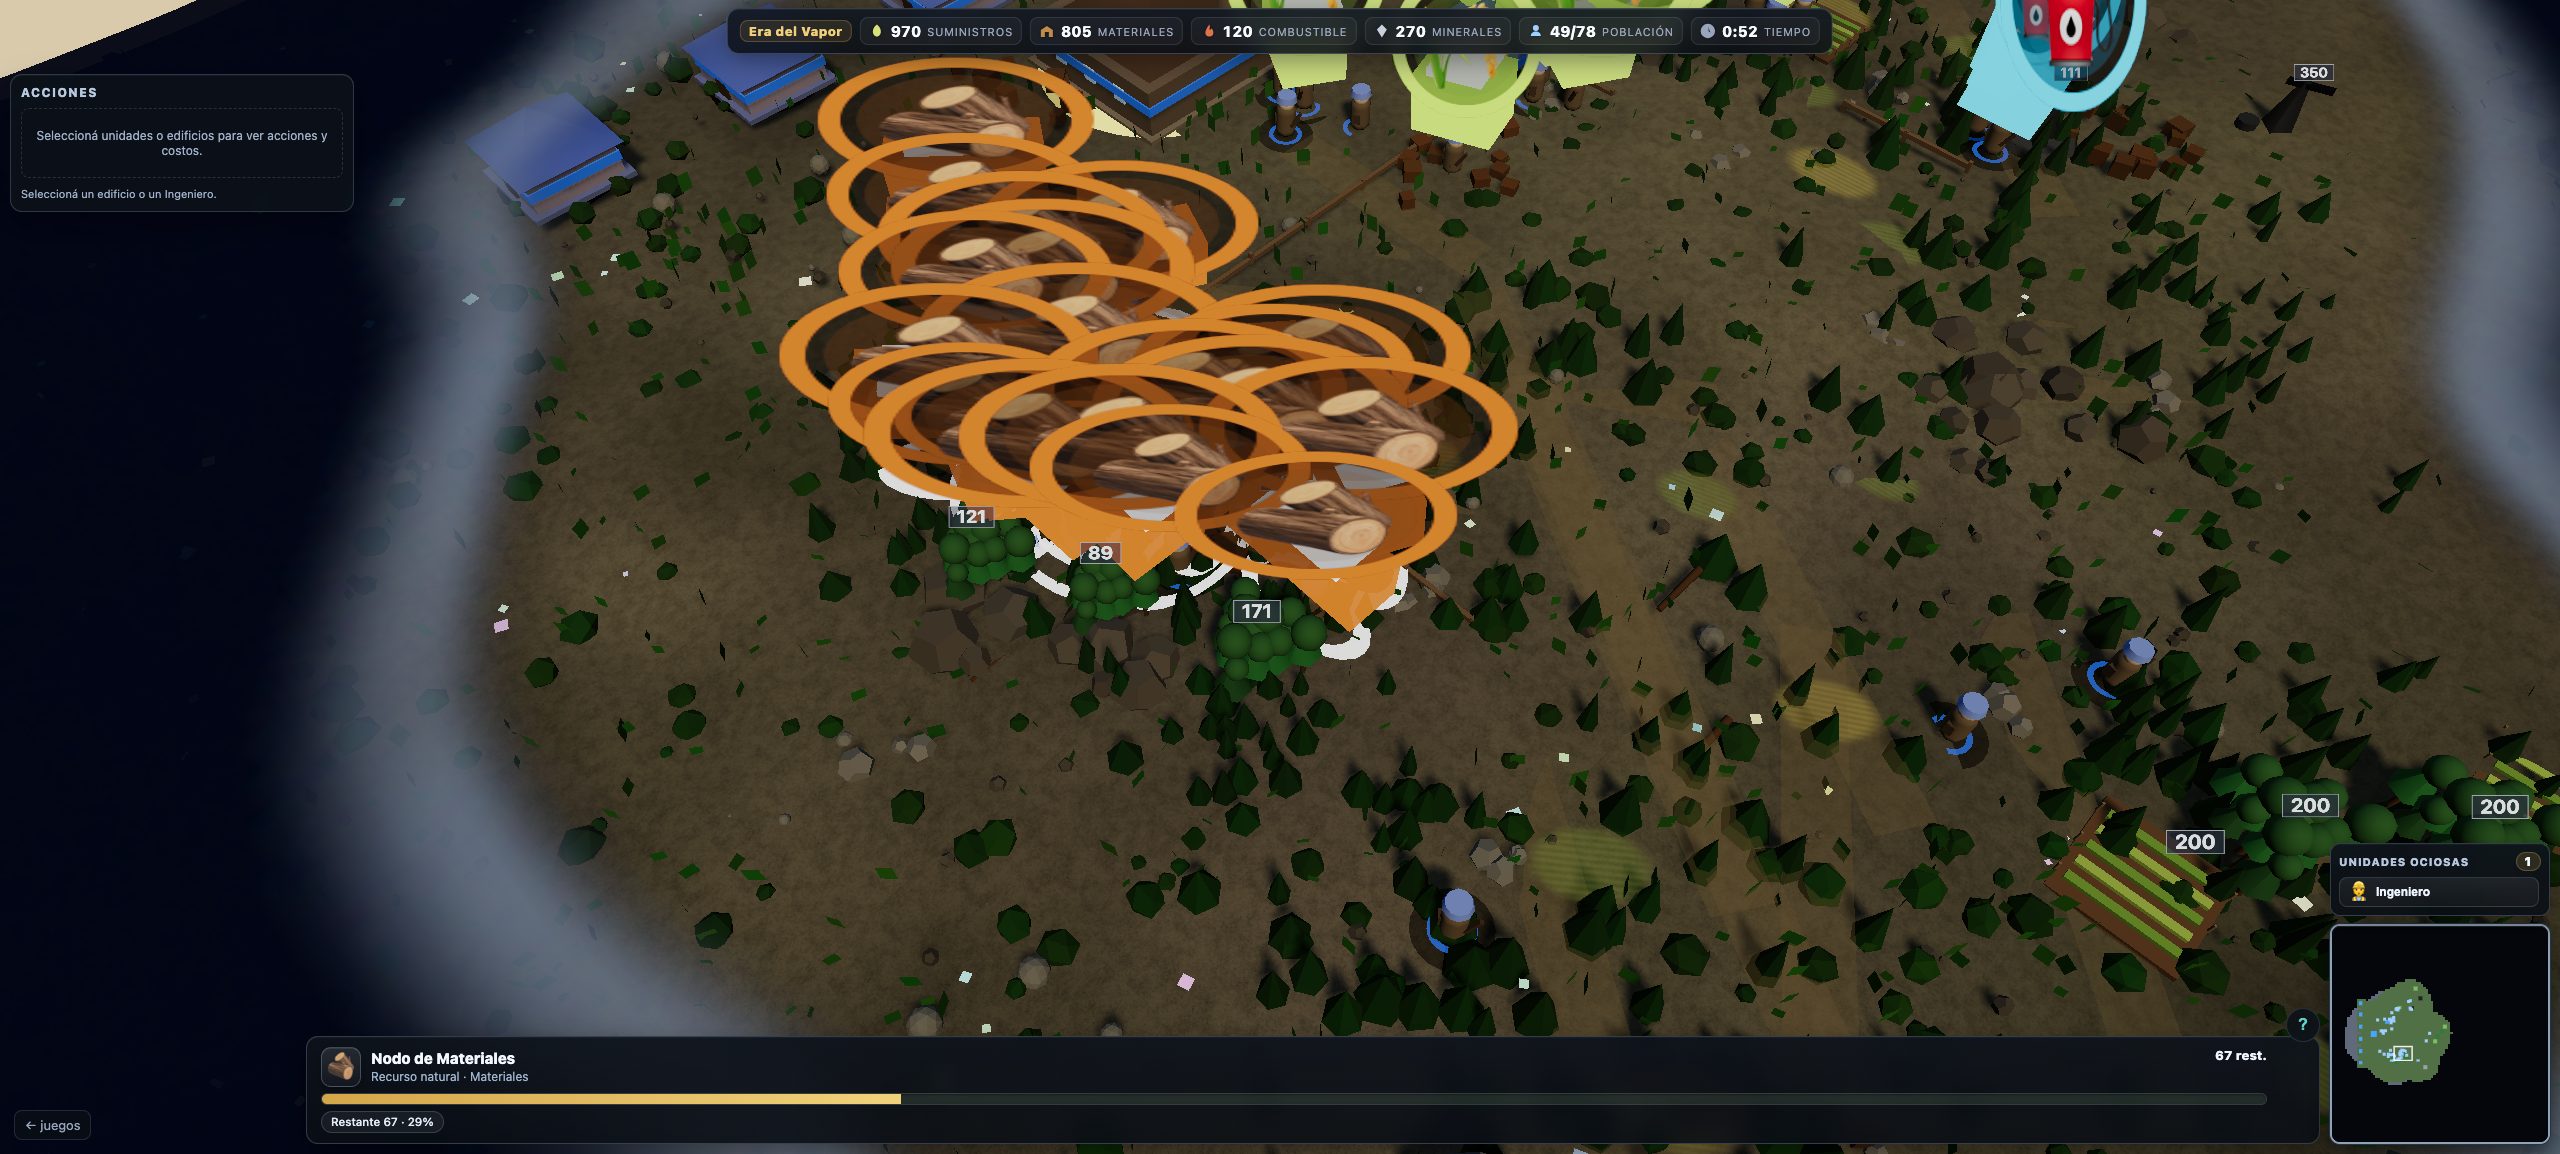 Era del Vapor
970 SUMINISTROS
805 MATERIALES
120 COMBUSTIBLE
270 MINERALES
49/78 POBLACIÓN
0:52 TIEMPO
ACCIONES
Seleccioná unidades o edificios para ver acciones y
costos.
Seleccioná un edificio o un Ingeniero.
111
350
121
89
171
200
200
200
UNIDADES OCIOSAS 1
Ingeniero
?
Nodo de Materiales
Recurso natural · Materiales
67 rest.
Restante 67 · 29%
← juegos